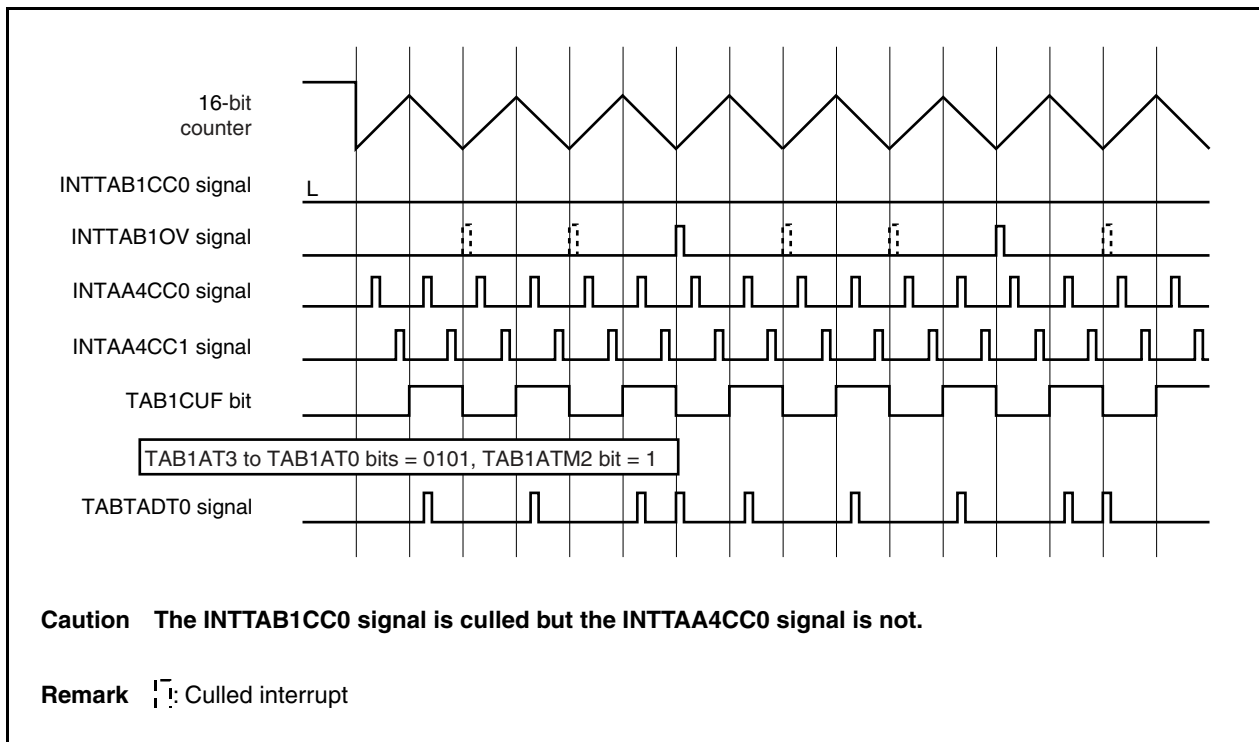 16-bit
counter
INTTAB1CC0 signal
L
INTTAB1OV signal
INTAA4CC0 signal
INTAA4CC1 signal
TAB1CUF bit
TAB1AT3 to TAB1AT0 bits = 0101, TAB1ATM2 bit = 1
TABTADT0 signal
Caution The INTTAB1CC0 signal is culled but the INTTAA4CC0 signal is not.
Remark : Culled interrupt